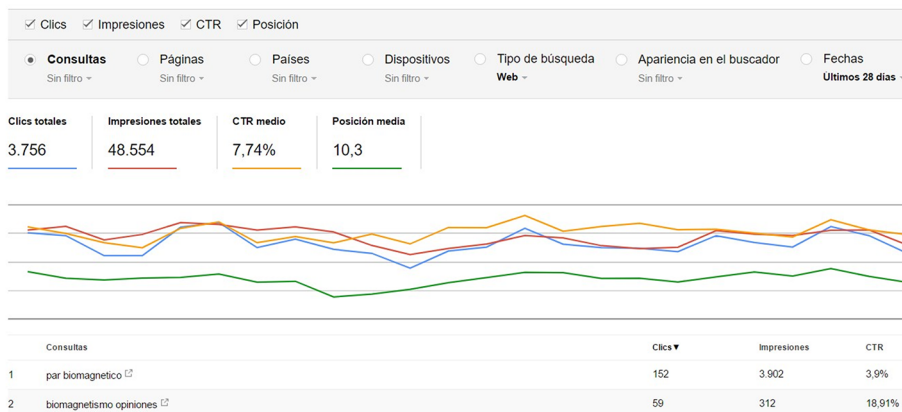 Clics Impresiones CTR Posición
Consultas Páginas Países Dispositivos Tipo de búsqueda Apariencia en el buscador Fechas
Sin filtro Sin filtro Sin filtro Sin filtro Web Sin filtro Últimos 28 días
Clics totales Impresiones totales CTR medio Posición media
3.756 48.554 7,74% 10,3
Consultas Clics▼ Impresiones CTR
1 par biomagnetico 152 3.902 3,9%
2 biomagnetismo opiniones 59 312 18,91%